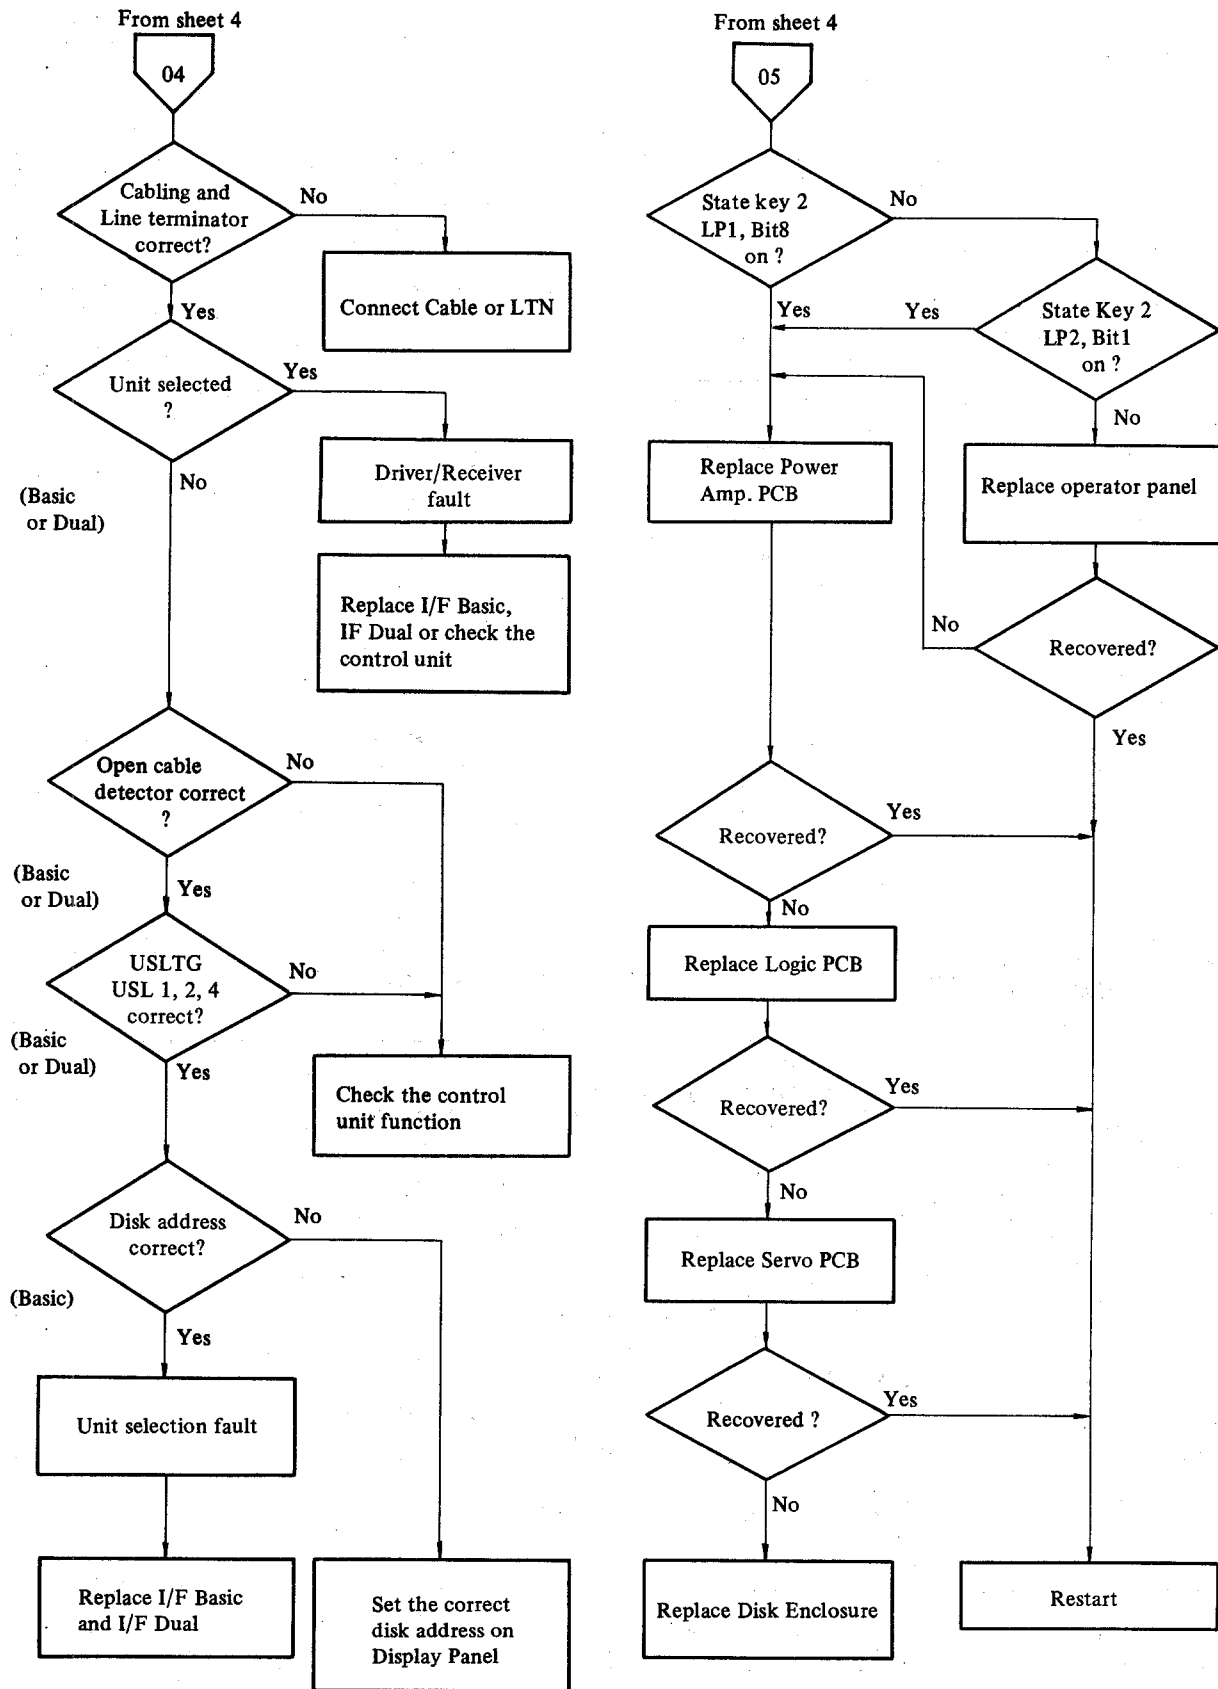 From sheet 4
04
Cabling and
Line terminator
correct?
No
Connect Cable or LTN
Yes
Unit selected
?
Yes
Driver/Receiver
fault
Replace I/F Basic,
IF Dual or check the
control unit
No
(Basic
or Dual)
Open cable
detector correct
?
No
(Basic
or Dual)
Yes
USLTG
USL 1, 2, 4
correct?
No
(Basic
or Dual)
Yes
Check the control
unit function
Disk address
correct?
No
(Basic)
Yes
Unit selection fault
Replace I/F Basic
and I/F Dual
Set the correct
disk address on
Display Panel
From sheet 4
05
State key 2
LP1, Bit8
on ?
No
Yes
State Key 2
LP2, Bit1
on ?
Yes
No
Replace Power
Amp. PCB
Replace operator panel
Recovered?
No
Yes
Recovered?
Yes
No
Replace Logic PCB
Recovered?
Yes
No
Replace Servo PCB
Recovered ?
Yes
No
Replace Disk Enclosure
Restart